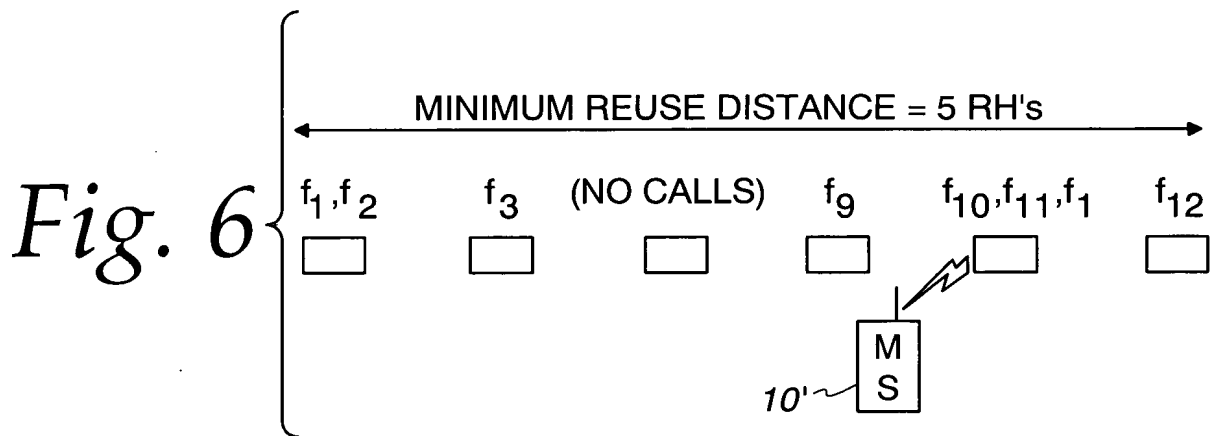 Fig. 6
MINIMUM REUSE DISTANCE = 5 RH's
f1,f2 f3 (NO CALLS) f9 f10,f11,f1 f12
M
S
10'